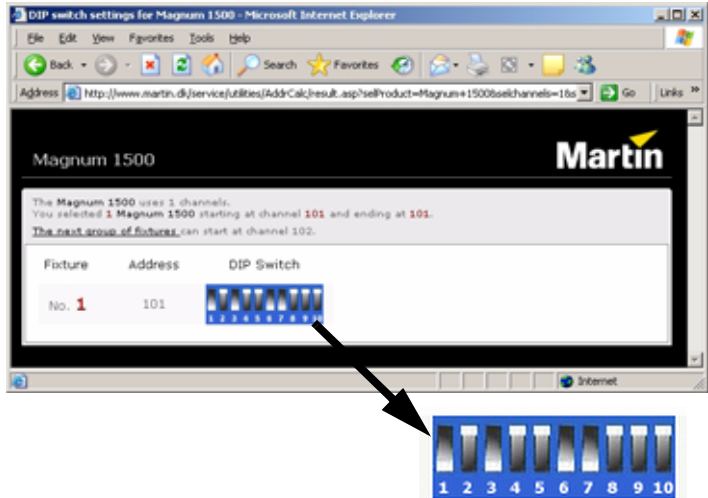 DIP switch settings for Magnum 1500 - Microsoft Internet Explorer
File Edit View Favorites Tools Help
Back Search Favorites
Address http://www.martin.dk/service/utilities/AddrCalc/result.asp?selProduct=Magnum+1500&selchannels=1&s Go Links »
Martin
Magnum 1500
The Magnum 1500 uses 1 channels.
You selected 1 Magnum 1500 starting at channel 101 and ending at 101.
The next group of fixtures can start at channel 102.
Fixture Address DIP Switch
No. 1 101
1 2 3 4 5 6 7 8 9 10
Internet
1 2 3 4 5 6 7 8 9 10